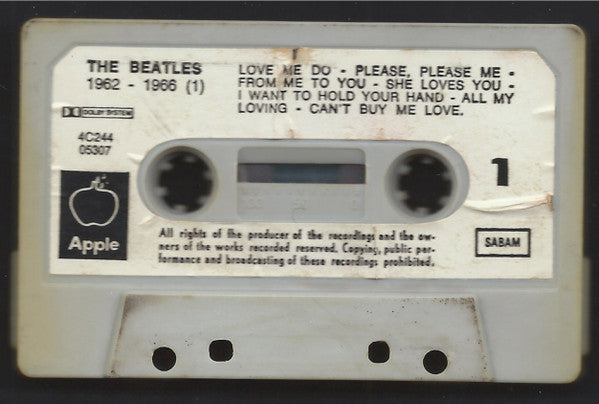 THE BEATLES
1962 - 1966 (1)
LOVE ME DO - PLEASE, PLEASE ME -
FROM ME TO YOU - SHE LOVES YOU -
I WANT TO HOLD YOUR HAND - ALL MY
LOVING - CAN'T BUY ME LOVE.
DOLBY SYSTEM
4C244
05307
1
Apple
All rights of the producer of the recordings and the ow-
ners of the works recorded reserved. Copying, public per-
formance and broadcasting of these recordings prohibited.
SABAM